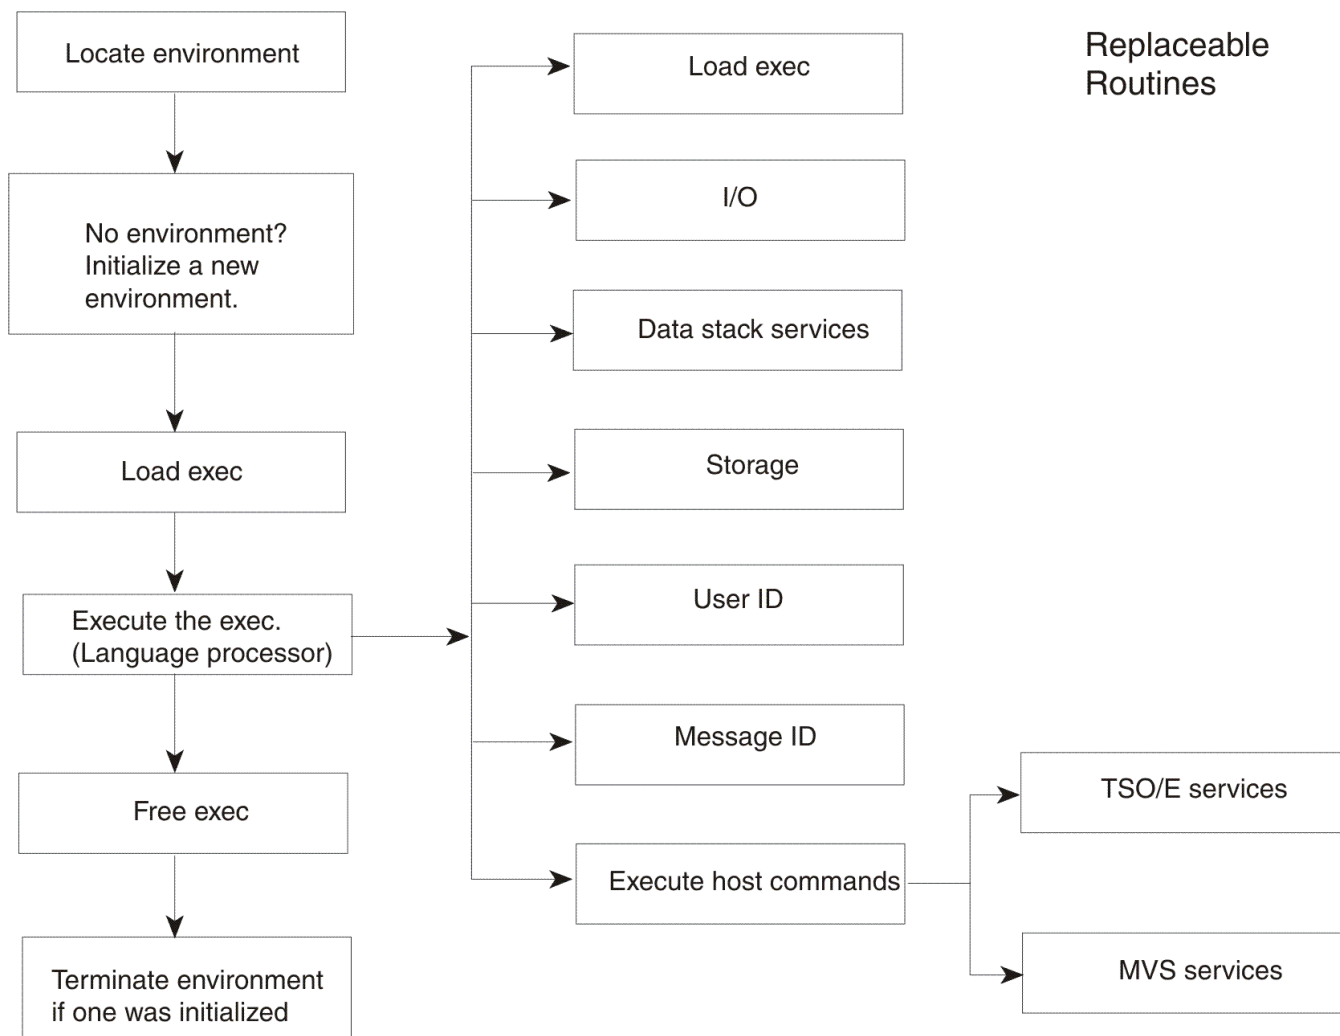 Locate environment
No environment?
Initialize a new
environment.
Load exec
Execute the exec.
(Language processor)
Free exec
Terminate environment
if one was initialized
Load exec
I/O
Data stack services
Storage
User ID
Message ID
Execute host commands
TSO/E services
MVS services
Replaceable
Routines